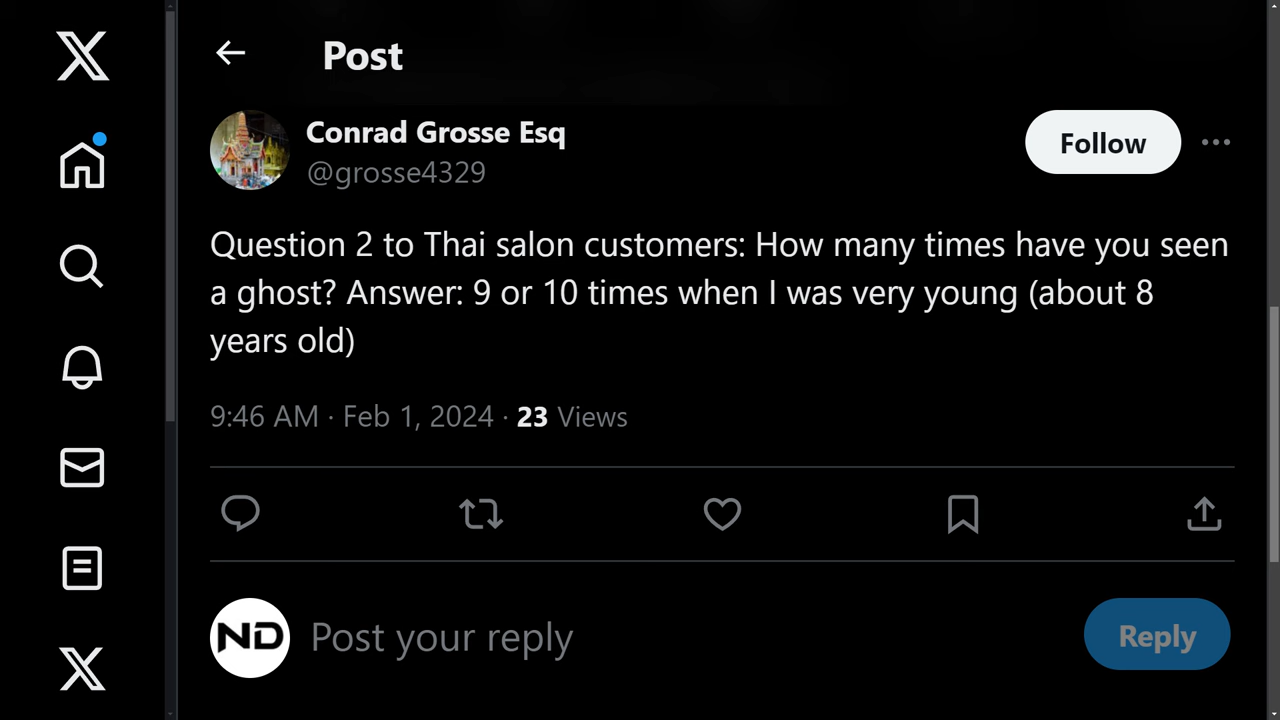 Post
Conrad Grosse Esq
@grosse4329
Follow
Question 2 to Thai salon customers: How many times have you seen
a ghost? Answer: 9 or 10 times when I was very young (about 8
years old)
9:46 AM · Feb 1, 2024 · 23 Views
ND
Post your reply
Reply